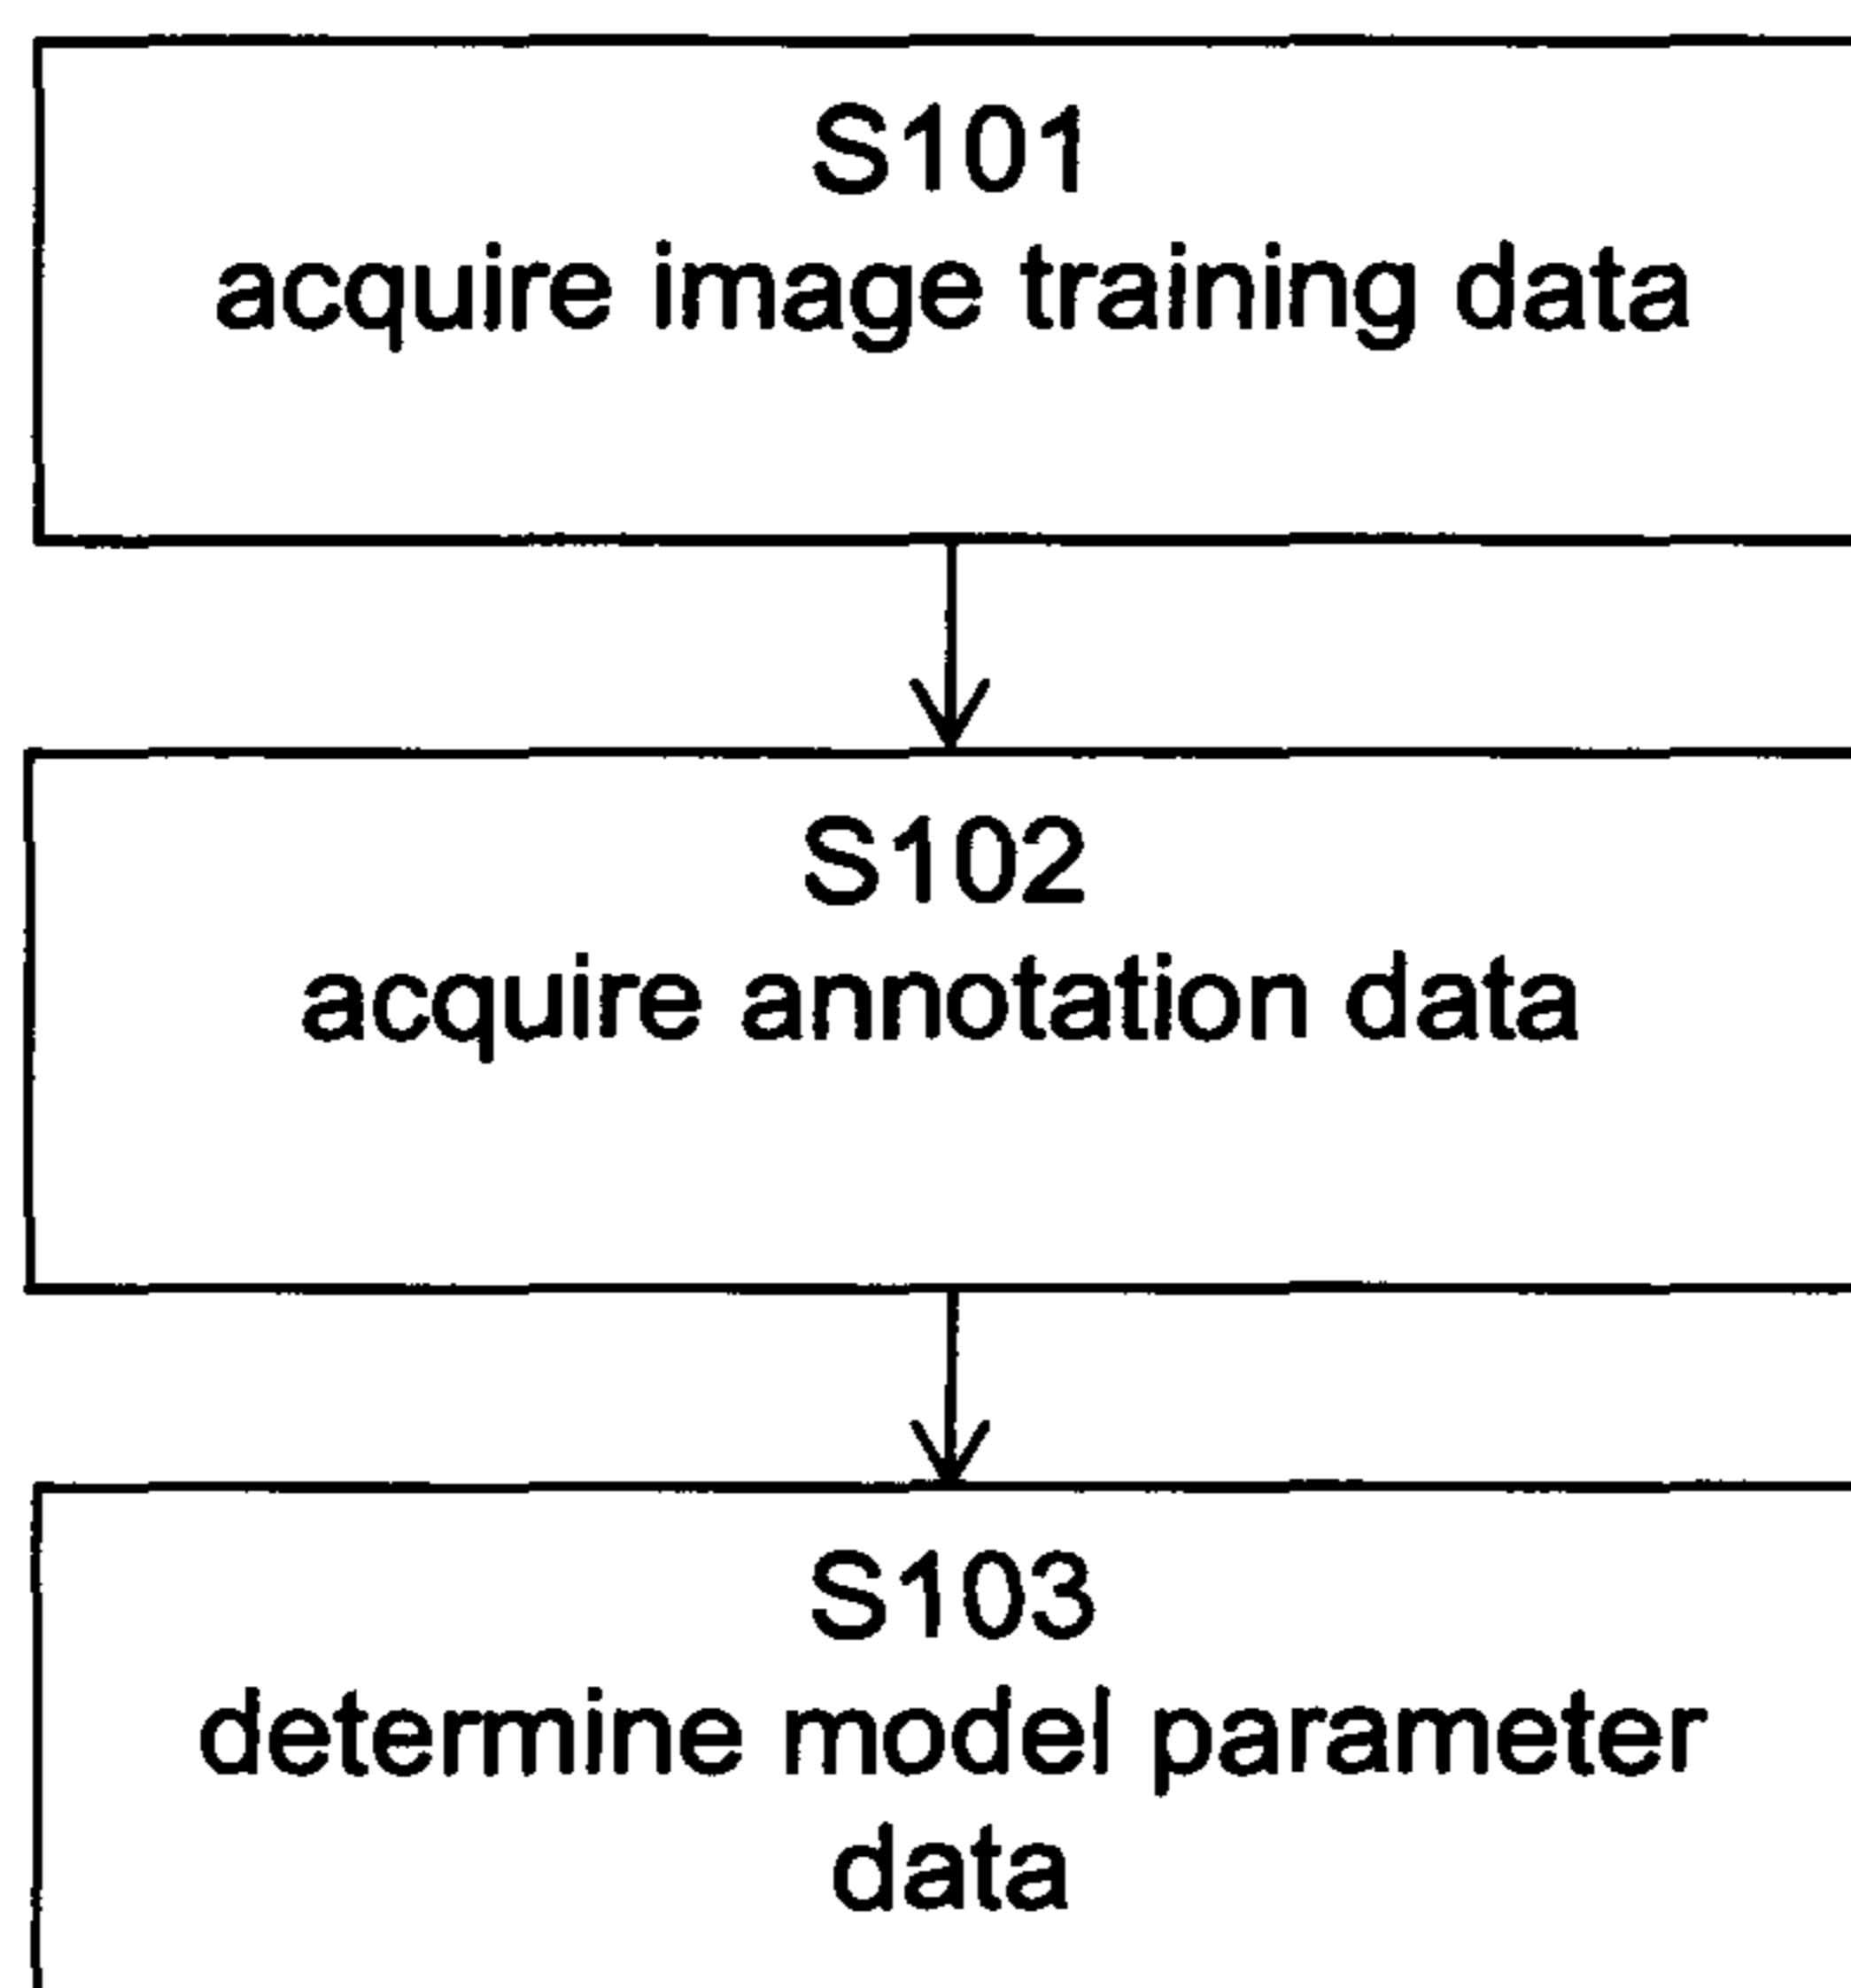 S101
acquire image training data
S102
acquire annotation data
S103
determine model parameter
data